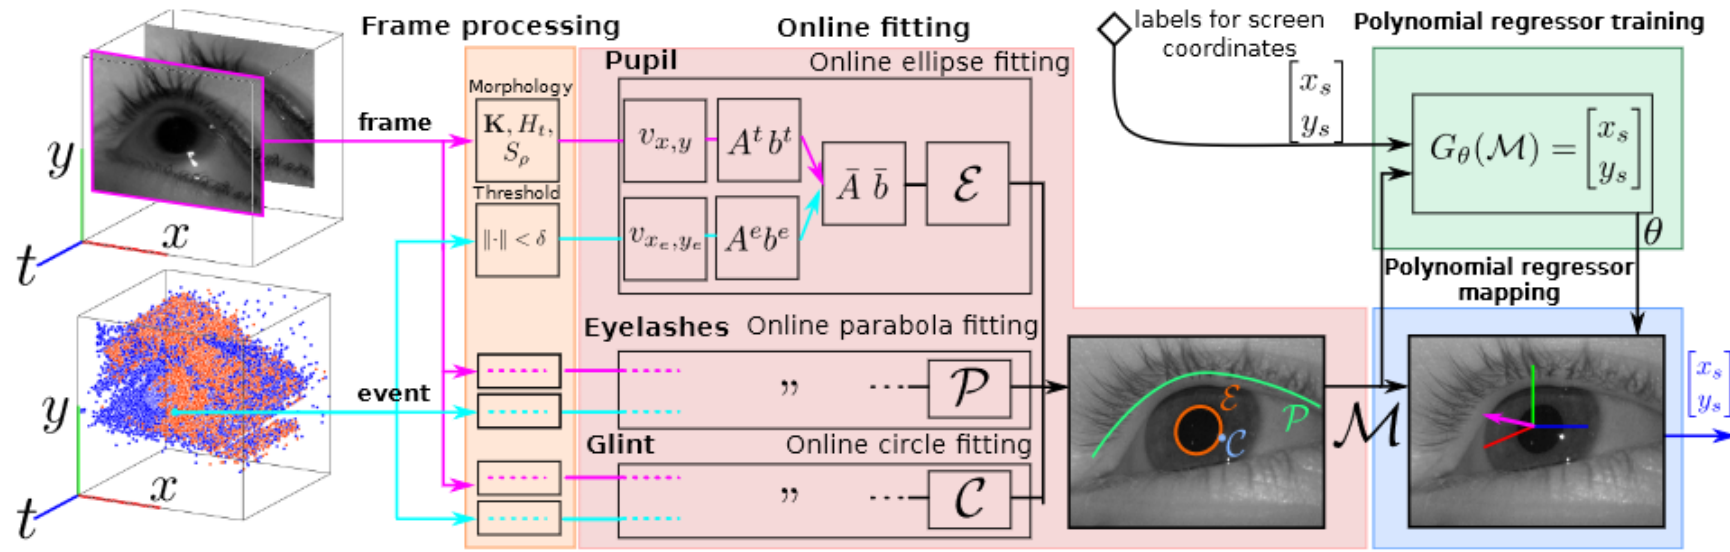 Frame processing
Online fitting
labels for screen
coordinates
Polynomial regressor training
Pupil
Online ellipse fitting
Morphology
frame
K, H_t,
S_ρ
v_{x,y}
A^t b^t
[x_s
y_s]
G_θ(M) = [x_s
y_s]
y
x
t
Threshold
||·|| < δ
v_{x_e,y_e}
A^e b^e
Ā b̄
ℰ
θ
Polynomial regressor
mapping
Eyelashes
Online parabola fitting
event
”
𝒫
Glint
Online circle fitting
”
𝒞
y
x
t
ℰ
𝒫
𝒞
ℳ
[x_s
y_s]